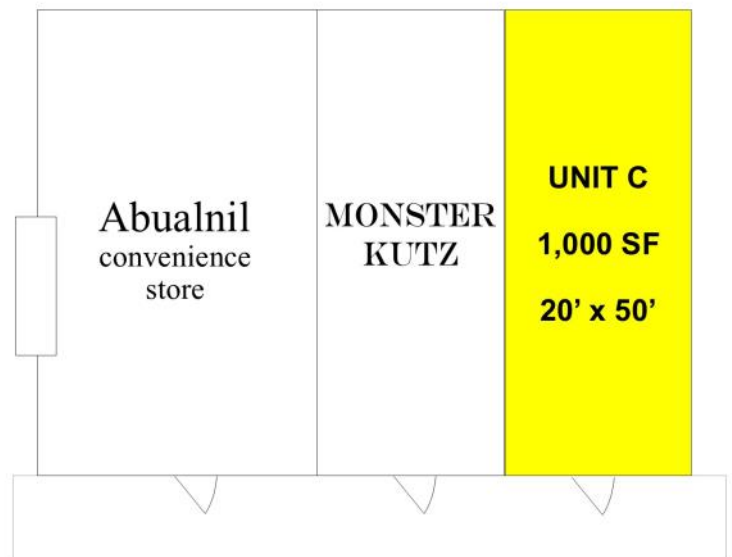 Abualnil
convenience
store
MONSTER
KUTZ
UNIT C
1,000 SF
20’ x 50’